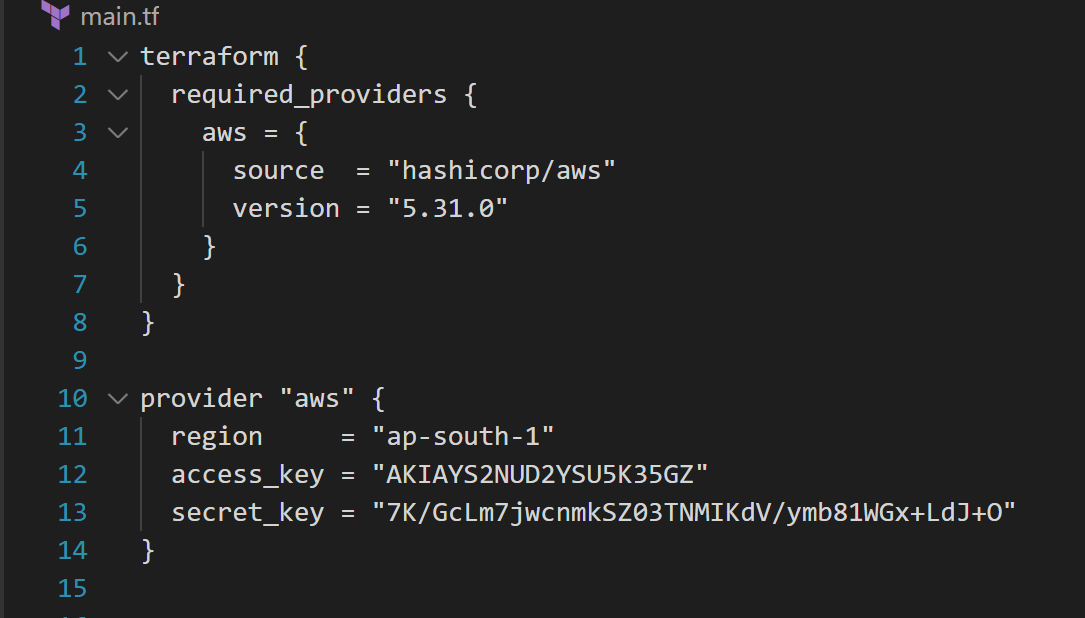 main.tf
1 terraform {
2 required_providers {
3 aws = {
4 source  = "hashicorp/aws"
5 version = "5.31.0"
6 }
7 }
8 }
9
10 provider "aws" {
11 region     = "ap-south-1"
12 access_key = "AKIAYS2NUD2YSU5K35GZ"
13 secret_key = "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"
14 }
15